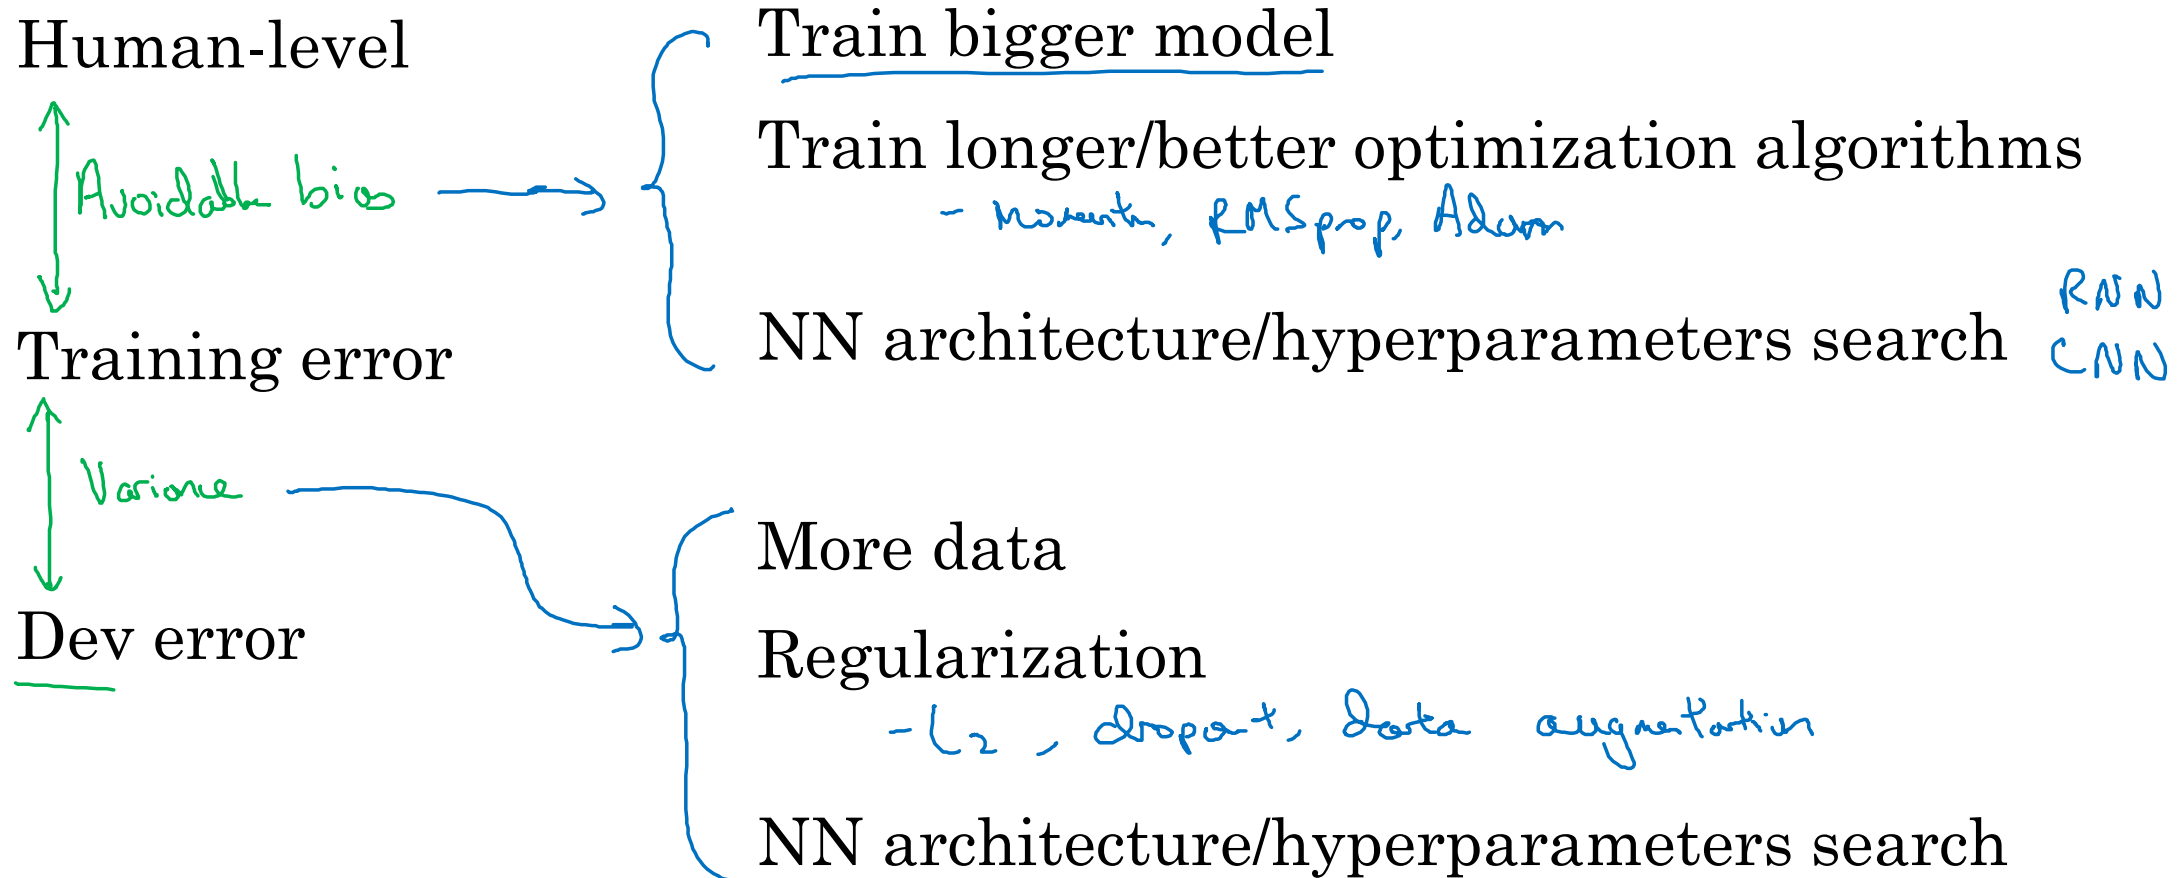 Human-level
Train bigger model
Avoidable bias
Train longer/better optimization algorithms
- momentum, RMSprop, Adam
Training error
NN architecture/hyperparameters search
RNN
CNN
Variance
More data
Dev error
Regularization
- L2, dropout, data augmentation
NN architecture/hyperparameters search